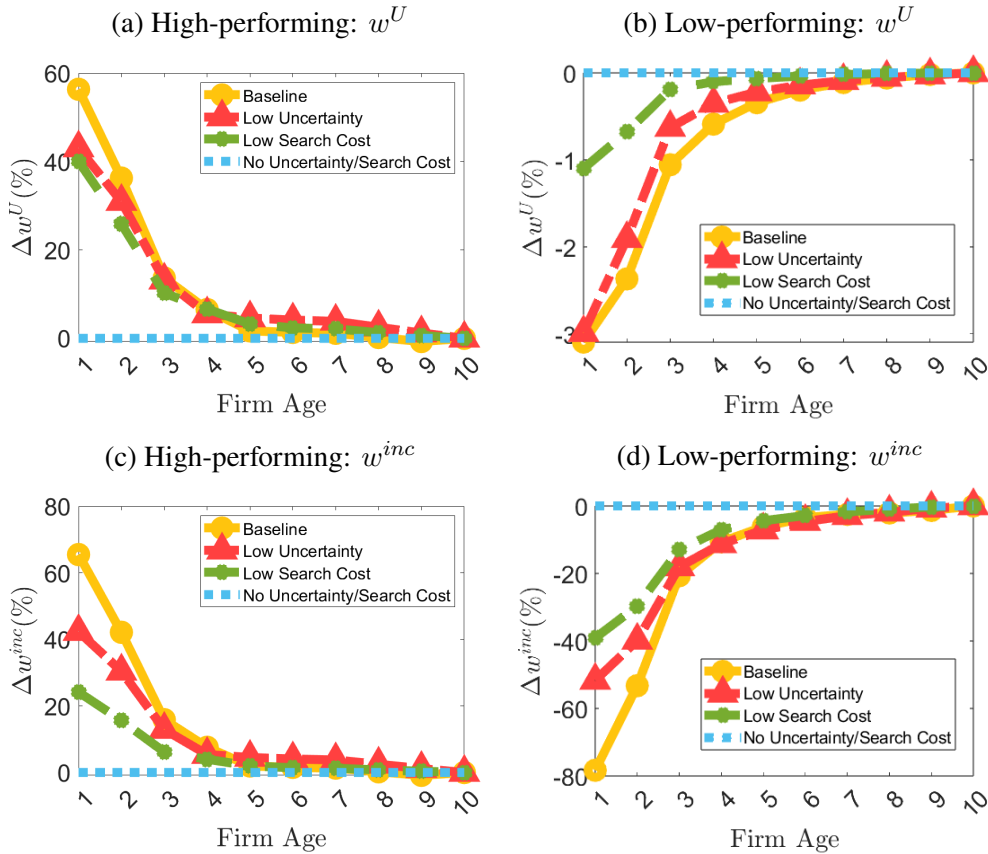 (a) High-performing: w^U
60
40
20
0
Δw^U(%)
Baseline
Low Uncertainty
Low Search Cost
No Uncertainty/Search Cost
1 2 3 4 5 6 7 8 9 10
Firm Age
(b) Low-performing: w^U
0
-1
-2
-3
Δw^U(%)
Baseline
Low Uncertainty
Low Search Cost
No Uncertainty/Search Cost
1 2 3 4 5 6 7 8 9 10
Firm Age
(c) High-performing: w^{inc}
80
60
40
20
0
Δw^{inc}(%)
Baseline
Low Uncertainty
Low Search Cost
No Uncertainty/Search Cost
1 2 3 4 5 6 7 8 9 10
Firm Age
(d) Low-performing: w^{inc}
0
-20
-40
-60
-80
Δw^{inc}(%)
Baseline
Low Uncertainty
Low Search Cost
No Uncertainty/Search Cost
1 2 3 4 5 6 7 8 9 10
Firm Age